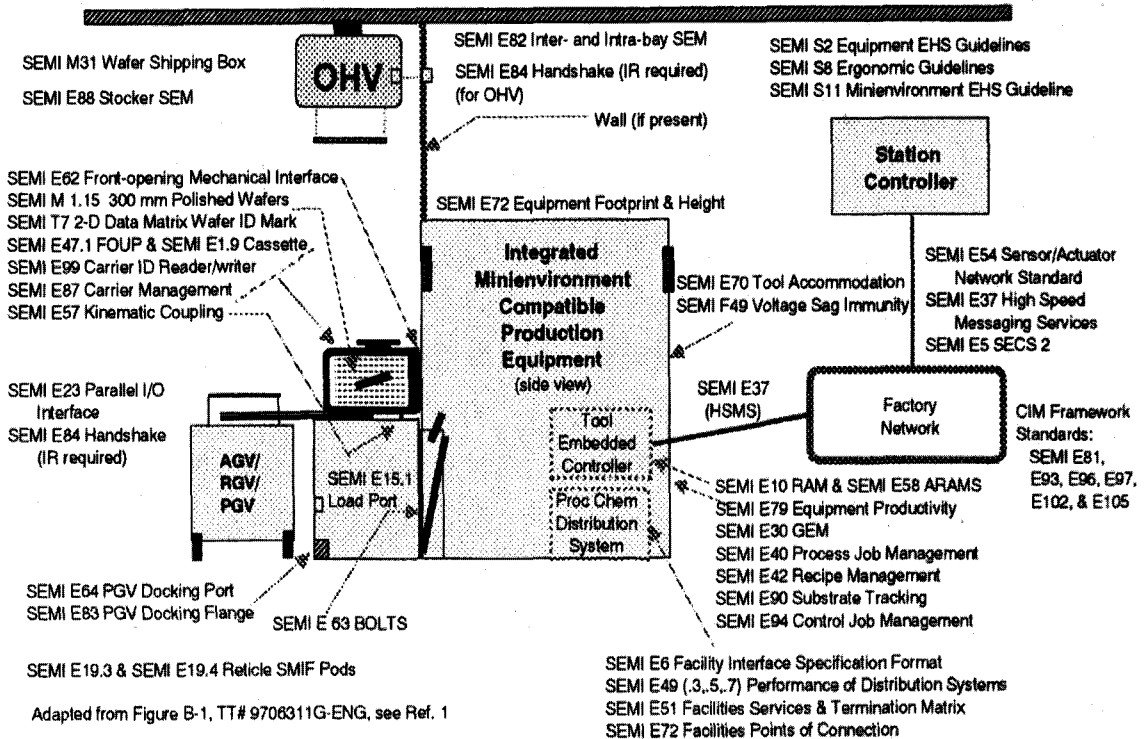 OHV
SEMI M31 Wafer Shipping Box
SEMI E88 Stocker SEM
SEMI E82 Inter- and Intra-bay SEM
SEMI E84 Handshake (IR required)
(for OHV)
Wall (if present)
SEMI S2 Equipment EHS Guidelines
SEMI S8 Ergonomic Guidelines
SEMI S11 Minienvironment EHS Guideline
Station
Controller
SEMI E62 Front-opening Mechanical Interface
SEMI M 1.15 300 mm Polished Wafers
SEMI T7 2-D Data Matrix Wafer ID Mark
SEMI E47.1 FOUP & SEMI E1.9 Cassette
SEMI E99 Carrier ID Reader/writer
SEMI E87 Carrier Management
SEMI E57 Kinematic Coupling
SEMI E72 Equipment Footprint & Height
Integrated
Minienvironment
Compatible
Production
Equipment
(side view)
SEMI E70 Tool Accommodation
SEMI F49 Voltage Sag Immunity
SEMI E54 Sensor/Actuator
Network Standard
SEMI E37 High Speed
Messaging Services
SEMI E5 SECS 2
SEMI E23 Parallel I/O
Interface
SEMI E84 Handshake
(IR required)
AGV/
RGV/
PGV
SEMI E15.1
Load Port
Tool
Embedded
Controller
Proc Chem
Distribution
System
SEMI E37
(HSMS)
Factory
Network
CIM Framework
Standards:
SEMI E81,
E93, E96, E97,
E102, & E105
SEMI E10 RAM & SEMI E58 ARAMS
SEMI E79 Equipment Productivity
SEMI E30 GEM
SEMI E40 Process Job Management
SEMI E42 Recipe Management
SEMI E90 Substrate Tracking
SEMI E94 Control Job Management
SEMI E64 PGV Docking Port
SEMI E83 PGV Docking Flange
SEMI E 63 BOLTS
SEMI E19.3 & SEMI E19.4 Reticle SMIF Pods
Adapted from Figure B-1, TT# 9706311G-ENG, see Ref. 1
SEMI E6 Facility Interface Specification Format
SEMI E49 (.3,.5,.7) Performance of Distribution Systems
SEMI E51 Facilities Services & Termination Matrix
SEMI E72 Facilities Points of Connection